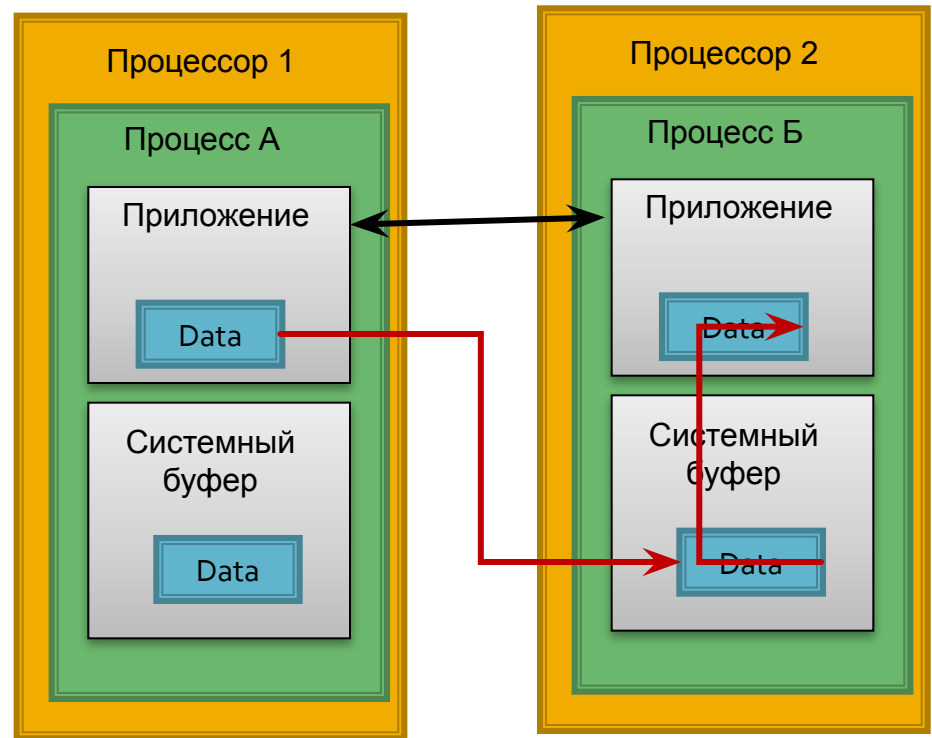 Процессор 1
Процесс А
Приложение
Data
Системный
буфер
Data
Процессор 2
Процесс Б
Приложение
Data
Системный
буфер
Data